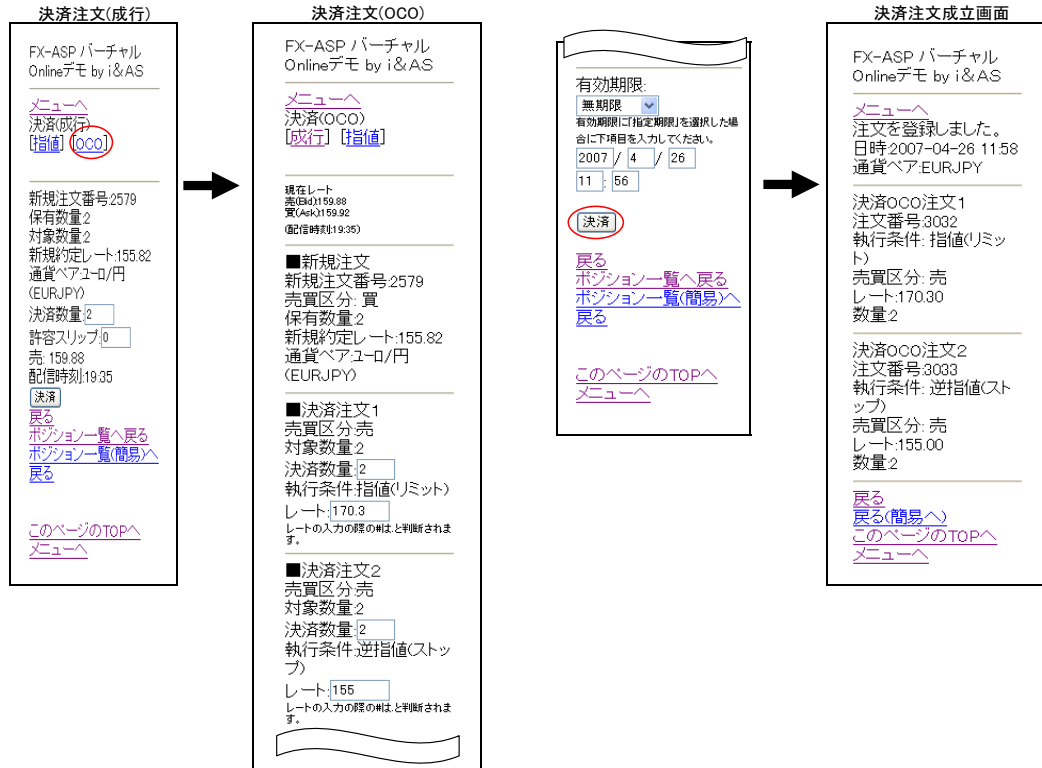 決済注文(成行)
FX-ASP バーチャル
Onlineデモ by i&AS
メニューへ
決済(成行)
[指値] [OCO]
新規注文番号:2579
保有数量:2
対象数量:2
新規約定レート:155.82
通貨ペア:ユーロ/円
(EURJPY)
決済数量:2
許容スリップ:0
売: 159.88
配信時刻:19:35
決済
戻る
ポジション一覧へ戻る
ポジション一覧(簡易)へ
戻る
このページのTOPへ
メニューへ
決済注文(OCO)
FX-ASP バーチャル
Onlineデモ by i&AS
メニューへ
決済(OCO)
[成行] [指値]
現在レート
売(Bid):159.88
買(Ask):159.92
(配信時刻:19:35)
■新規注文
新規注文番号:2579
売買区分: 買
保有数量:2
新規約定レート:155.82
通貨ペア:ユーロ/円
(EURJPY)
■決済注文1
売買区分:売
対象数量:2
決済数量:2
執行条件:指値(リミット)
レート:170.3
レートの入力の際の#は.と判断されま
す。
■決済注文2
売買区分:売
対象数量:2
決済数量:2
執行条件:逆指値(ストッ
プ)
レート:155
レートの入力の際の#は.と判断されま
す。
有効期限:
無期限
有効期限に「指定期限」を選択した場
合に下項目を入力してください。
2007 / 4 / 26
11 : 56
決済
戻る
ポジション一覧へ戻る
ポジション一覧(簡易)へ
戻る
このページのTOPへ
メニューへ
決済注文成立画面
FX-ASP バーチャル
Onlineデモ by i&AS
メニューへ
注文を登録しました。
日時:2007-04-26 11:58
通貨ペア:EURJPY
決済OCO注文1
注文番号:3032
執行条件: 指値(リミッ
ト)
売買区分: 売
レート:170.30
数量:2
決済OCO注文2
注文番号:3033
執行条件: 逆指値(スト
ップ)
売買区分: 売
レート:155.00
数量:2
戻る
戻る(簡易へ)
このページのTOPへ
メニューへ